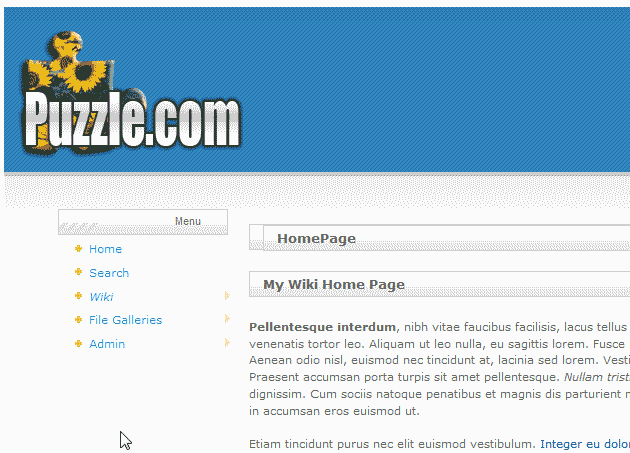 Puzzle.com
Menu
Home
Search
Wiki
File Galleries
Admin
HomePage
My Wiki Home Page
Pellentesque interdum, nibh vitae faucibus facilisis, lacus tellus
venenatis tortor leo. Aliquam ut leo nulla, eu sagittis lorem. Fusce
Aenean odio nisl, euismod nec tincidunt at, lacinia sed lorem. Vesti
Praesent accumsan porta turpis sit amet pellentesque. Nullam trist
dignissim. Cum sociis natoque penatibus et magnis dis parturient m
in accumsan eros euismod ut.
Etiam tincidunt purus nec elit euismod vestibulum. Integer eu dolor